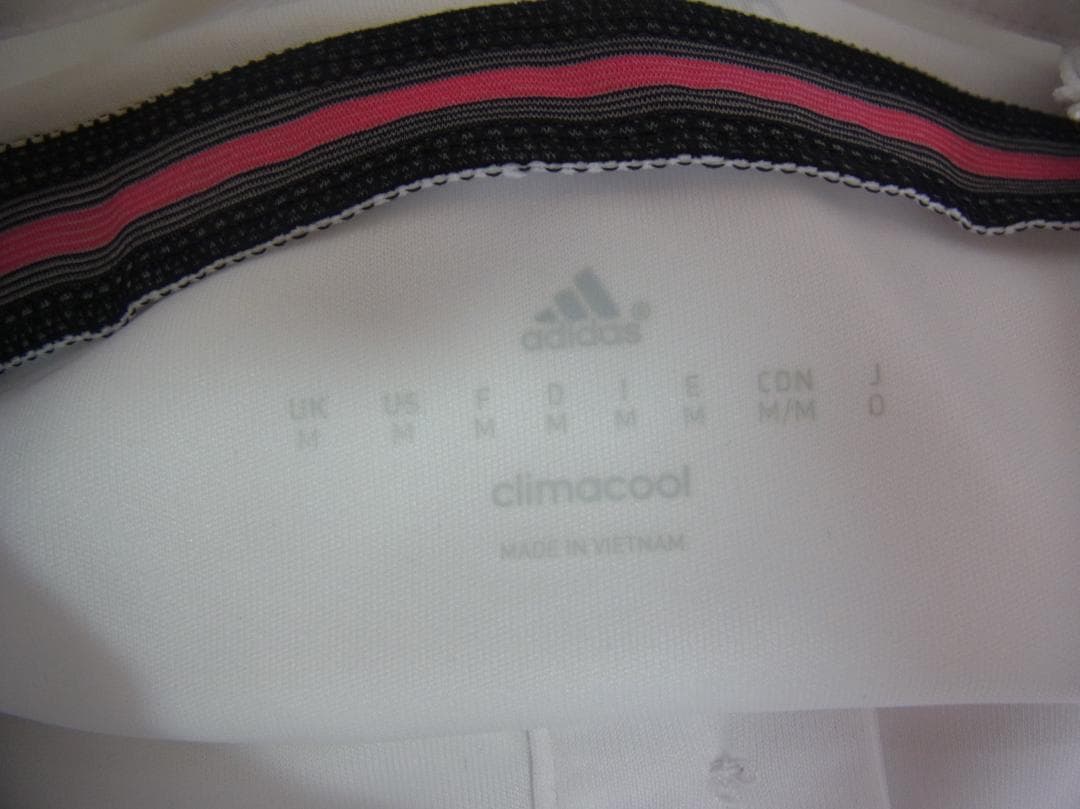 adidas®
UK US F D I E CDN J
M M M M M M M/M O
climacool
MADE IN VIETNAM